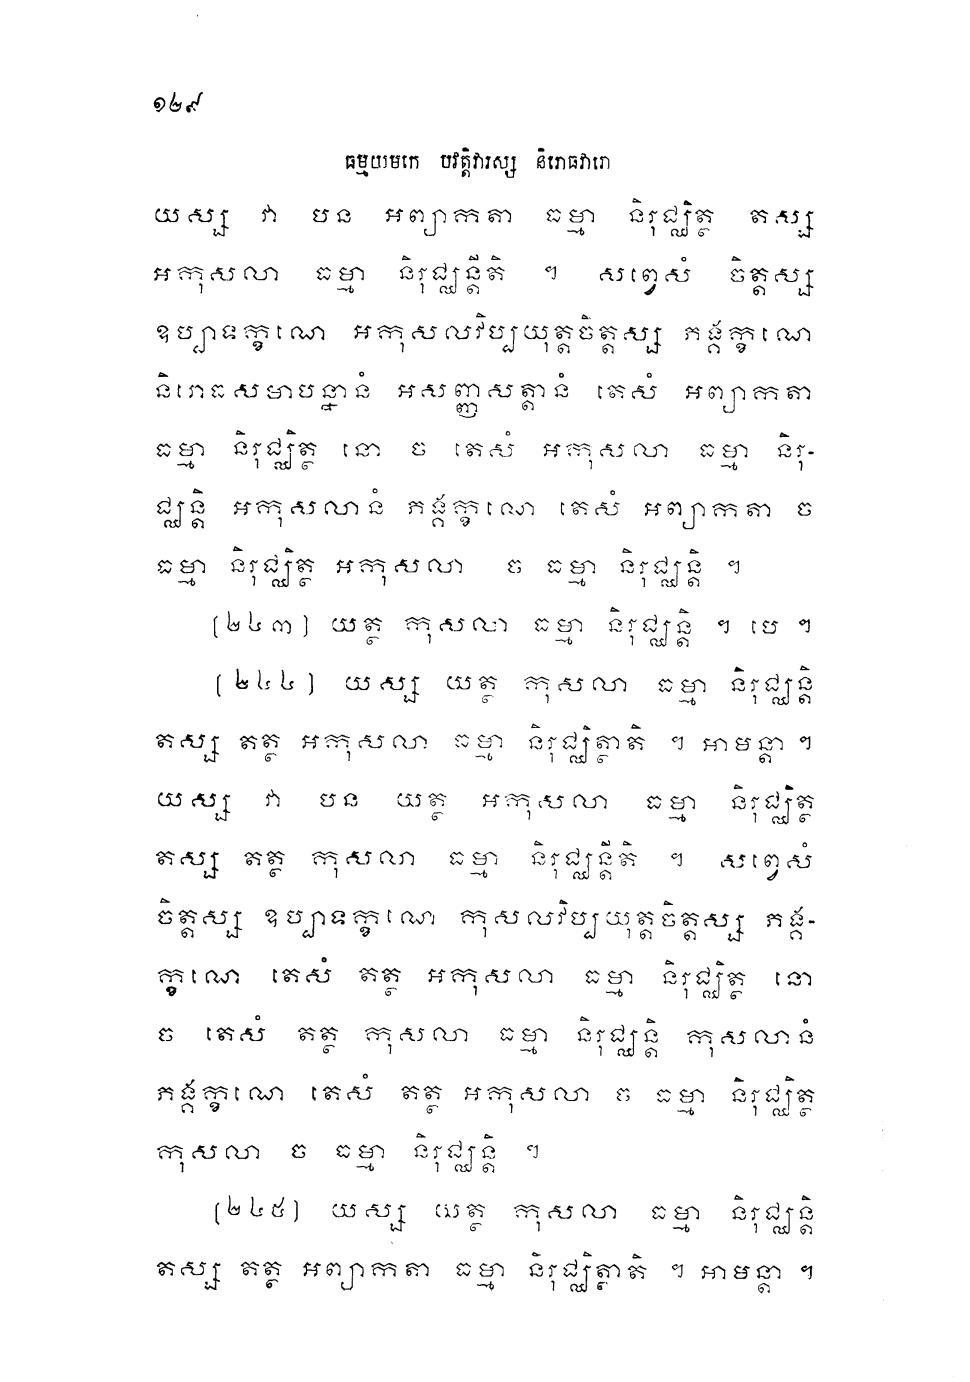 ១២៩
ធម្មយមកេ បវត្តិវារស្ស និរោធវារោ
យស្ស វា បន អព្យាកតា ធម្មា និរុជ្ឈិត្ថ តស្ស
អកុសលា ធម្មា និរុជ្ឈន្តីតិ ។ សព្វេសំ ចិត្តស្ស
ឧប្បាទក្ខណេ អកុសលវិប្បយុត្តចិត្តស្ស ភង្គក្ខណេ
និរោធសមាបន្នានំ អសញ្ញសត្តានំ តេសំ អព្យាកតា
ធម្មា និរុជ្ឈិត្ថ នោ ច តេសំ អកុសលា ធម្មា និរុ-
ជ្ឈន្តិ អកុសលានំ ភង្គក្ខណេ តេសំ អព្យាកតា ច
ធម្មា និរុជ្ឈិត្ថ អកុសលា ច ធម្មា និរុជ្ឈន្តិ ។
(២៤៣) យត្ថ កុសលា ធម្មា និរុជ្ឈន្តិ ។ បេ ។
(២៤៤) យស្ស យត្ថ កុសលា ធម្មា និរុជ្ឈន្តិ
តស្ស តត្ថ អកុសលា ធម្មា និរុជ្ឈិត្ថាតិ ។ អាមន្តា ។
យស្ស វា បន យត្ថ អកុសលា ធម្មា និរុជ្ឈិត្ថ
តស្ស តត្ថ កុសលា ធម្មា និរុជ្ឈន្តីតិ ។ សព្វេសំ
ចិត្តស្ស ឧប្បាទក្ខណេ កុសលវិប្បយុត្តចិត្តស្ស ភង្គ-
ក្ខណេ តេសំ តត្ថ អកុសលា ធម្មា និរុជ្ឈិត្ថ នោ
ច តេសំ តត្ថ កុសលា ធម្មា និរុជ្ឈន្តិ កុសលានំ
ភង្គក្ខណេ តេសំ តត្ថ អកុសលា ច ធម្មា និរុជ្ឈិត្ថ
កុសលា ច ធម្មា និរុជ្ឈន្តិ ។
(២៤៥) យស្ស យត្ថ កុសលា ធម្មា និរុជ្ឈន្តិ
តស្ស តត្ថ អព្យាកតា ធម្មា និរុជ្ឈិត្ថាតិ ។ អាមន្តា ។